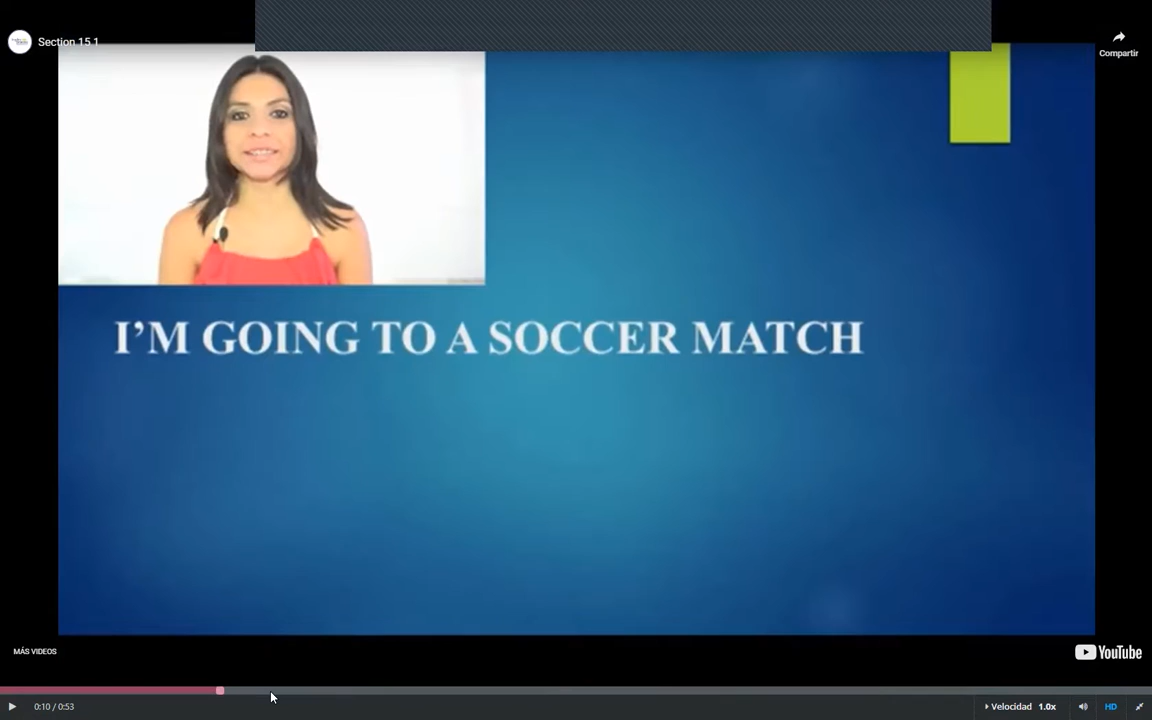 Section 15.1
Compartir
I'M GOING TO A SOCCER MATCH
MÁS VIDEOS
YouTube
0:10 / 0:53
Velocidad 1.0x
HD